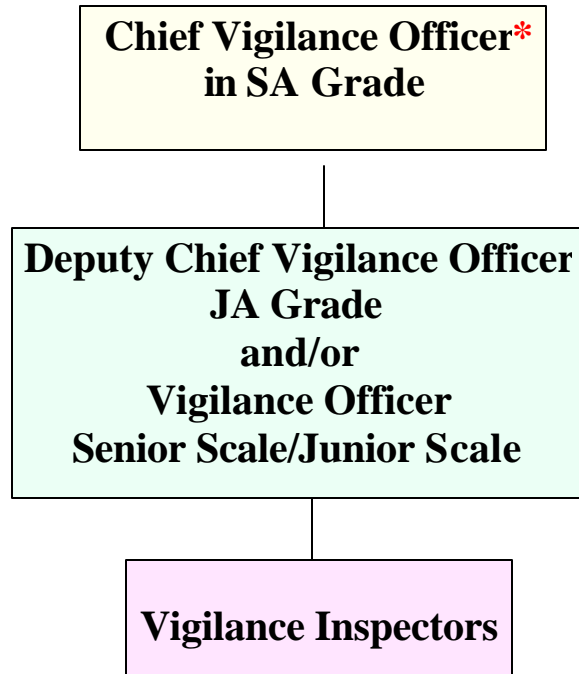 Chief Vigilance Officer*
in SA Grade
Deputy Chief Vigilance Officer
JA Grade
and/or
Vigilance Officer
Senior Scale/Junior Scale
Vigilance Inspectors